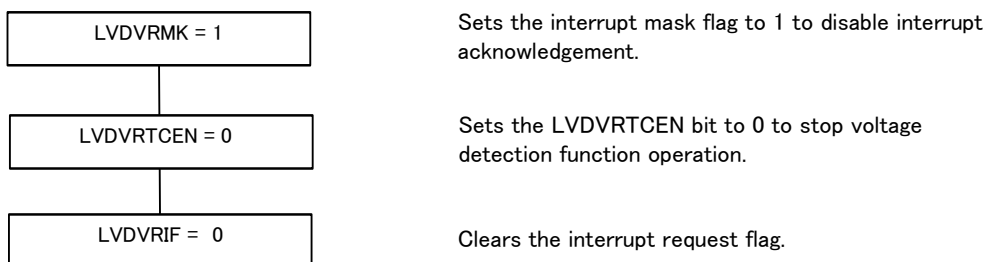 LVDVRMK = 1
Sets the interrupt mask flag to 1 to disable interrupt
acknowledgement.
LVDVRTCEN = 0
Sets the LVDVRTCEN bit to 0 to stop voltage
detection function operation.
LVDVRIF = 0
Clears the interrupt request flag.